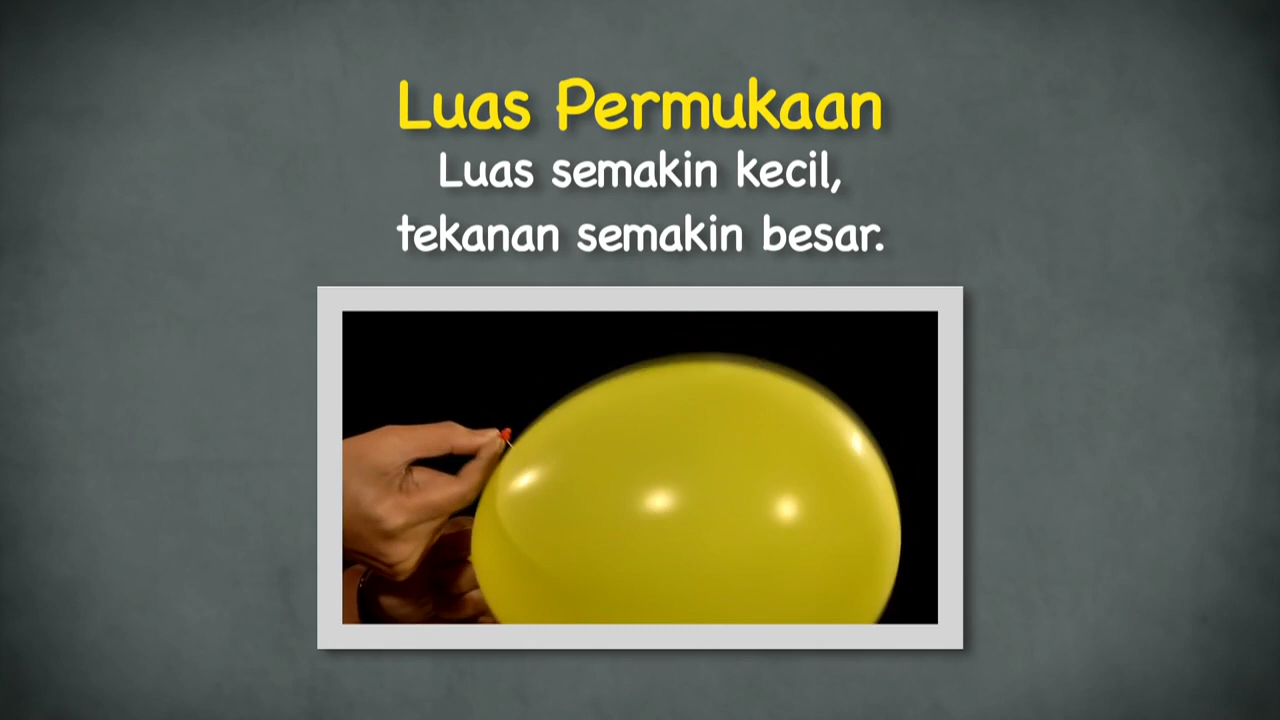 Luas Permukaan
Luas semakin kecil,
tekanan semakin besar.